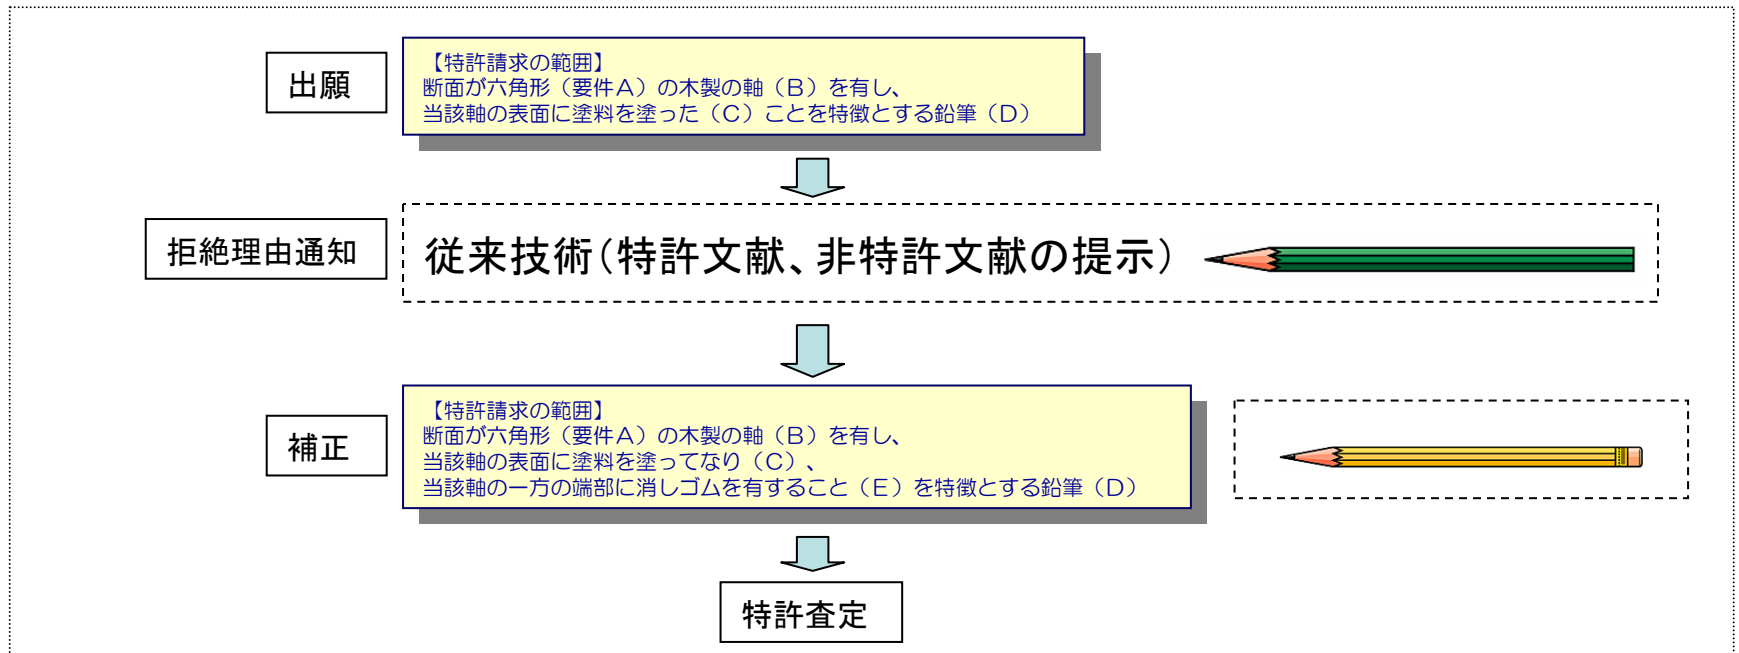 出願
【特許請求の範囲】
断面が六角形（要件A）の木製の軸（B）を有し、
当該軸の表面に塗料を塗った（C）ことを特徴とする鉛筆（D）
拒絶理由通知
従来技術（特許文献、非特許文献の提示）
補正
【特許請求の範囲】
断面が六角形（要件A）の木製の軸（B）を有し、
当該軸の表面に塗料を塗ってなり（C）、
当該軸の一方の端部に消しゴムを有すること（E）を特徴とする鉛筆（D）
特許査定